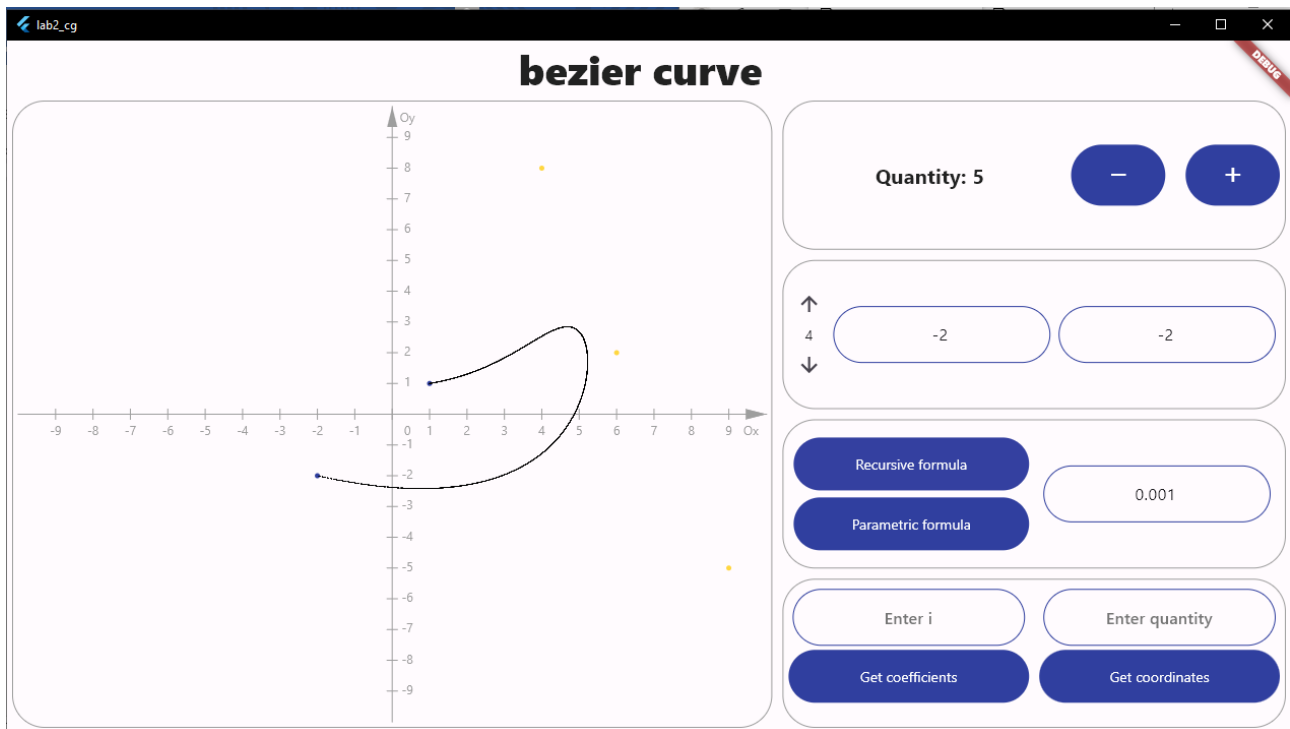 lab2_cg
DEBUG
bezier curve
Oy
9
8
7
6
5
4
3
2
1
-9 -8 -7 -6 -5 -4 -3 -2 -1 0 1 2 3 4 5 6 7 8 9 Ox
-1
-2
-3
-4
-5
-6
-7
-8
-9
Quantity: 5 − +
4
-2 -2
Recursive formula
Parametric formula
0.001
Enter i Enter quantity
Get coefficients Get coordinates